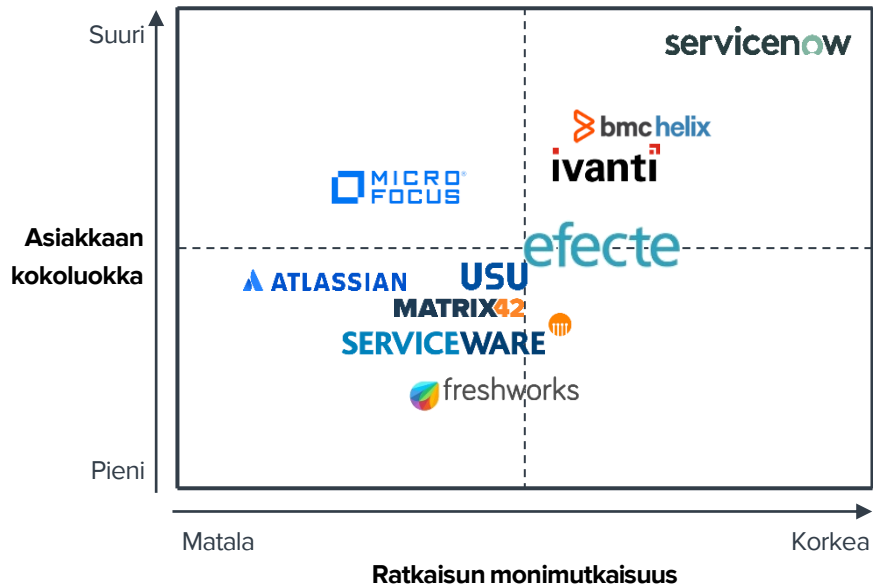 Suuri
servicenow
bmc helix
ivanti
MICRO
FOCUS
Asiakkaan
kokoluokka
efecte
ATLASSIAN
USU
MATRIX42
SERVICEWARE
freshworks
Pieni
Matala
Korkea
Ratkaisun monimutkaisuus